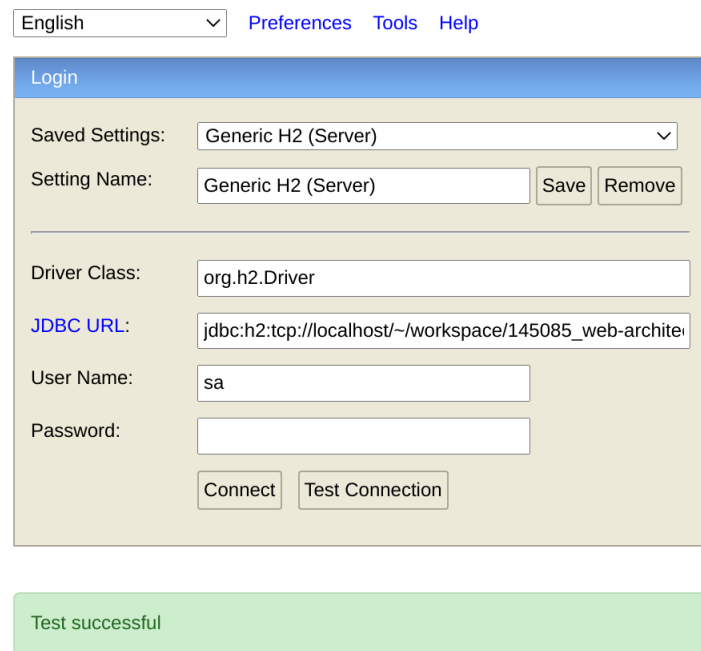 English Preferences Tools Help
Login
Saved Settings: Generic H2 (Server)
Setting Name: Generic H2 (Server) Save Remove
Driver Class: org.h2.Driver
JDBC URL: jdbc:h2:tcp://localhost/~/workspace/145085_web-archite
User Name: sa
Password:
Connect Test Connection
Test successful